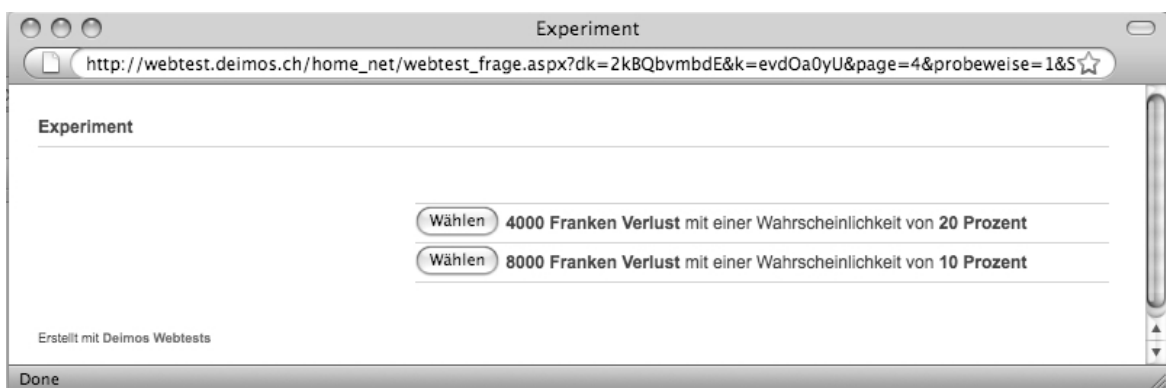 Experiment
http://webtest.deimos.ch/home_net/webtest_frage.aspx?dk=2kBQbvmbdE&k=evdOa0yU&page=4&probeweise=1&S
Experiment
Wählen 4000 Franken Verlust mit einer Wahrscheinlichkeit von 20 Prozent
Wählen 8000 Franken Verlust mit einer Wahrscheinlichkeit von 10 Prozent
Erstellt mit Deimos Webtests
Done